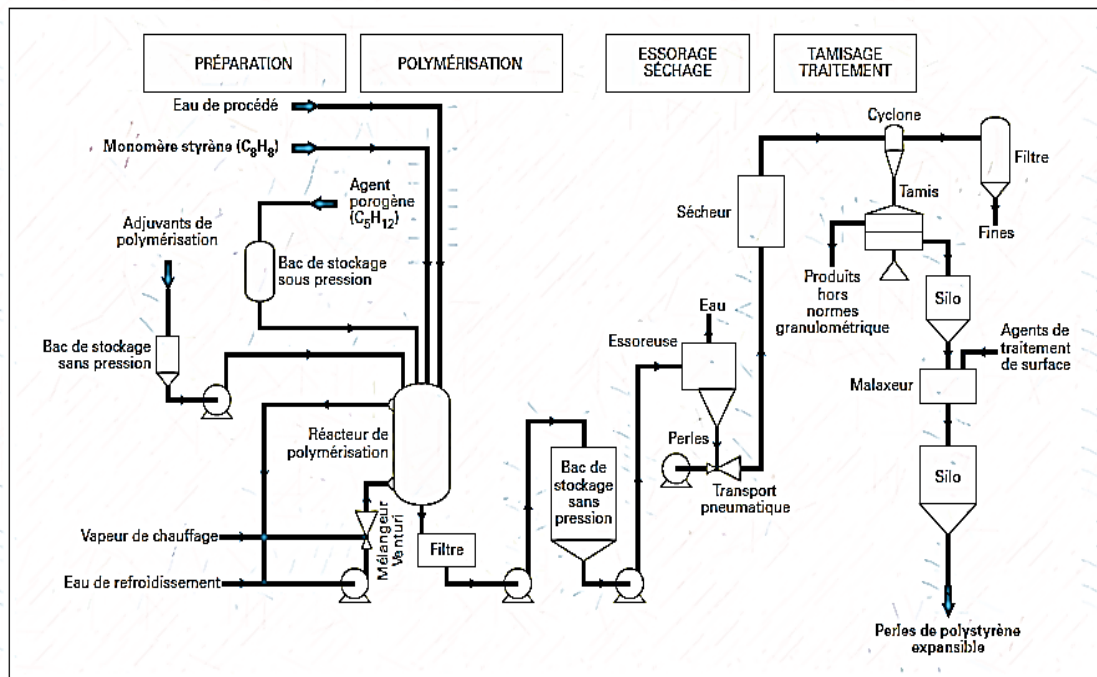 PRÉPARATION
POLYMÉRISATION
ESSORAGE
SÉCHAGE
TAMISAGE
TRAITEMENT
Eau de procédé
Monomère styrène (C₈H₈)
Agent
porogène
(C₅H₁₂)
Adjuvants de
polymérisation
Bac de stockage
sous pression
Bac de stockage
sans pression
Réacteur de
polymérisation
Vapeur de chauffage
Eau de refroidissement
Mélangeur
Venturi
Filtre
Bac de
stockage
sans
pression
Eau
Essoreuse
Perles
Transport
pneumatique
Sécheur
Cyclone
Filtre
Fines
Tamis
Produits
hors
normes
granulométrique
Silo
Agents de
traitement
de surface
Malaxeur
Silo
Perles de polystyrène
expansible